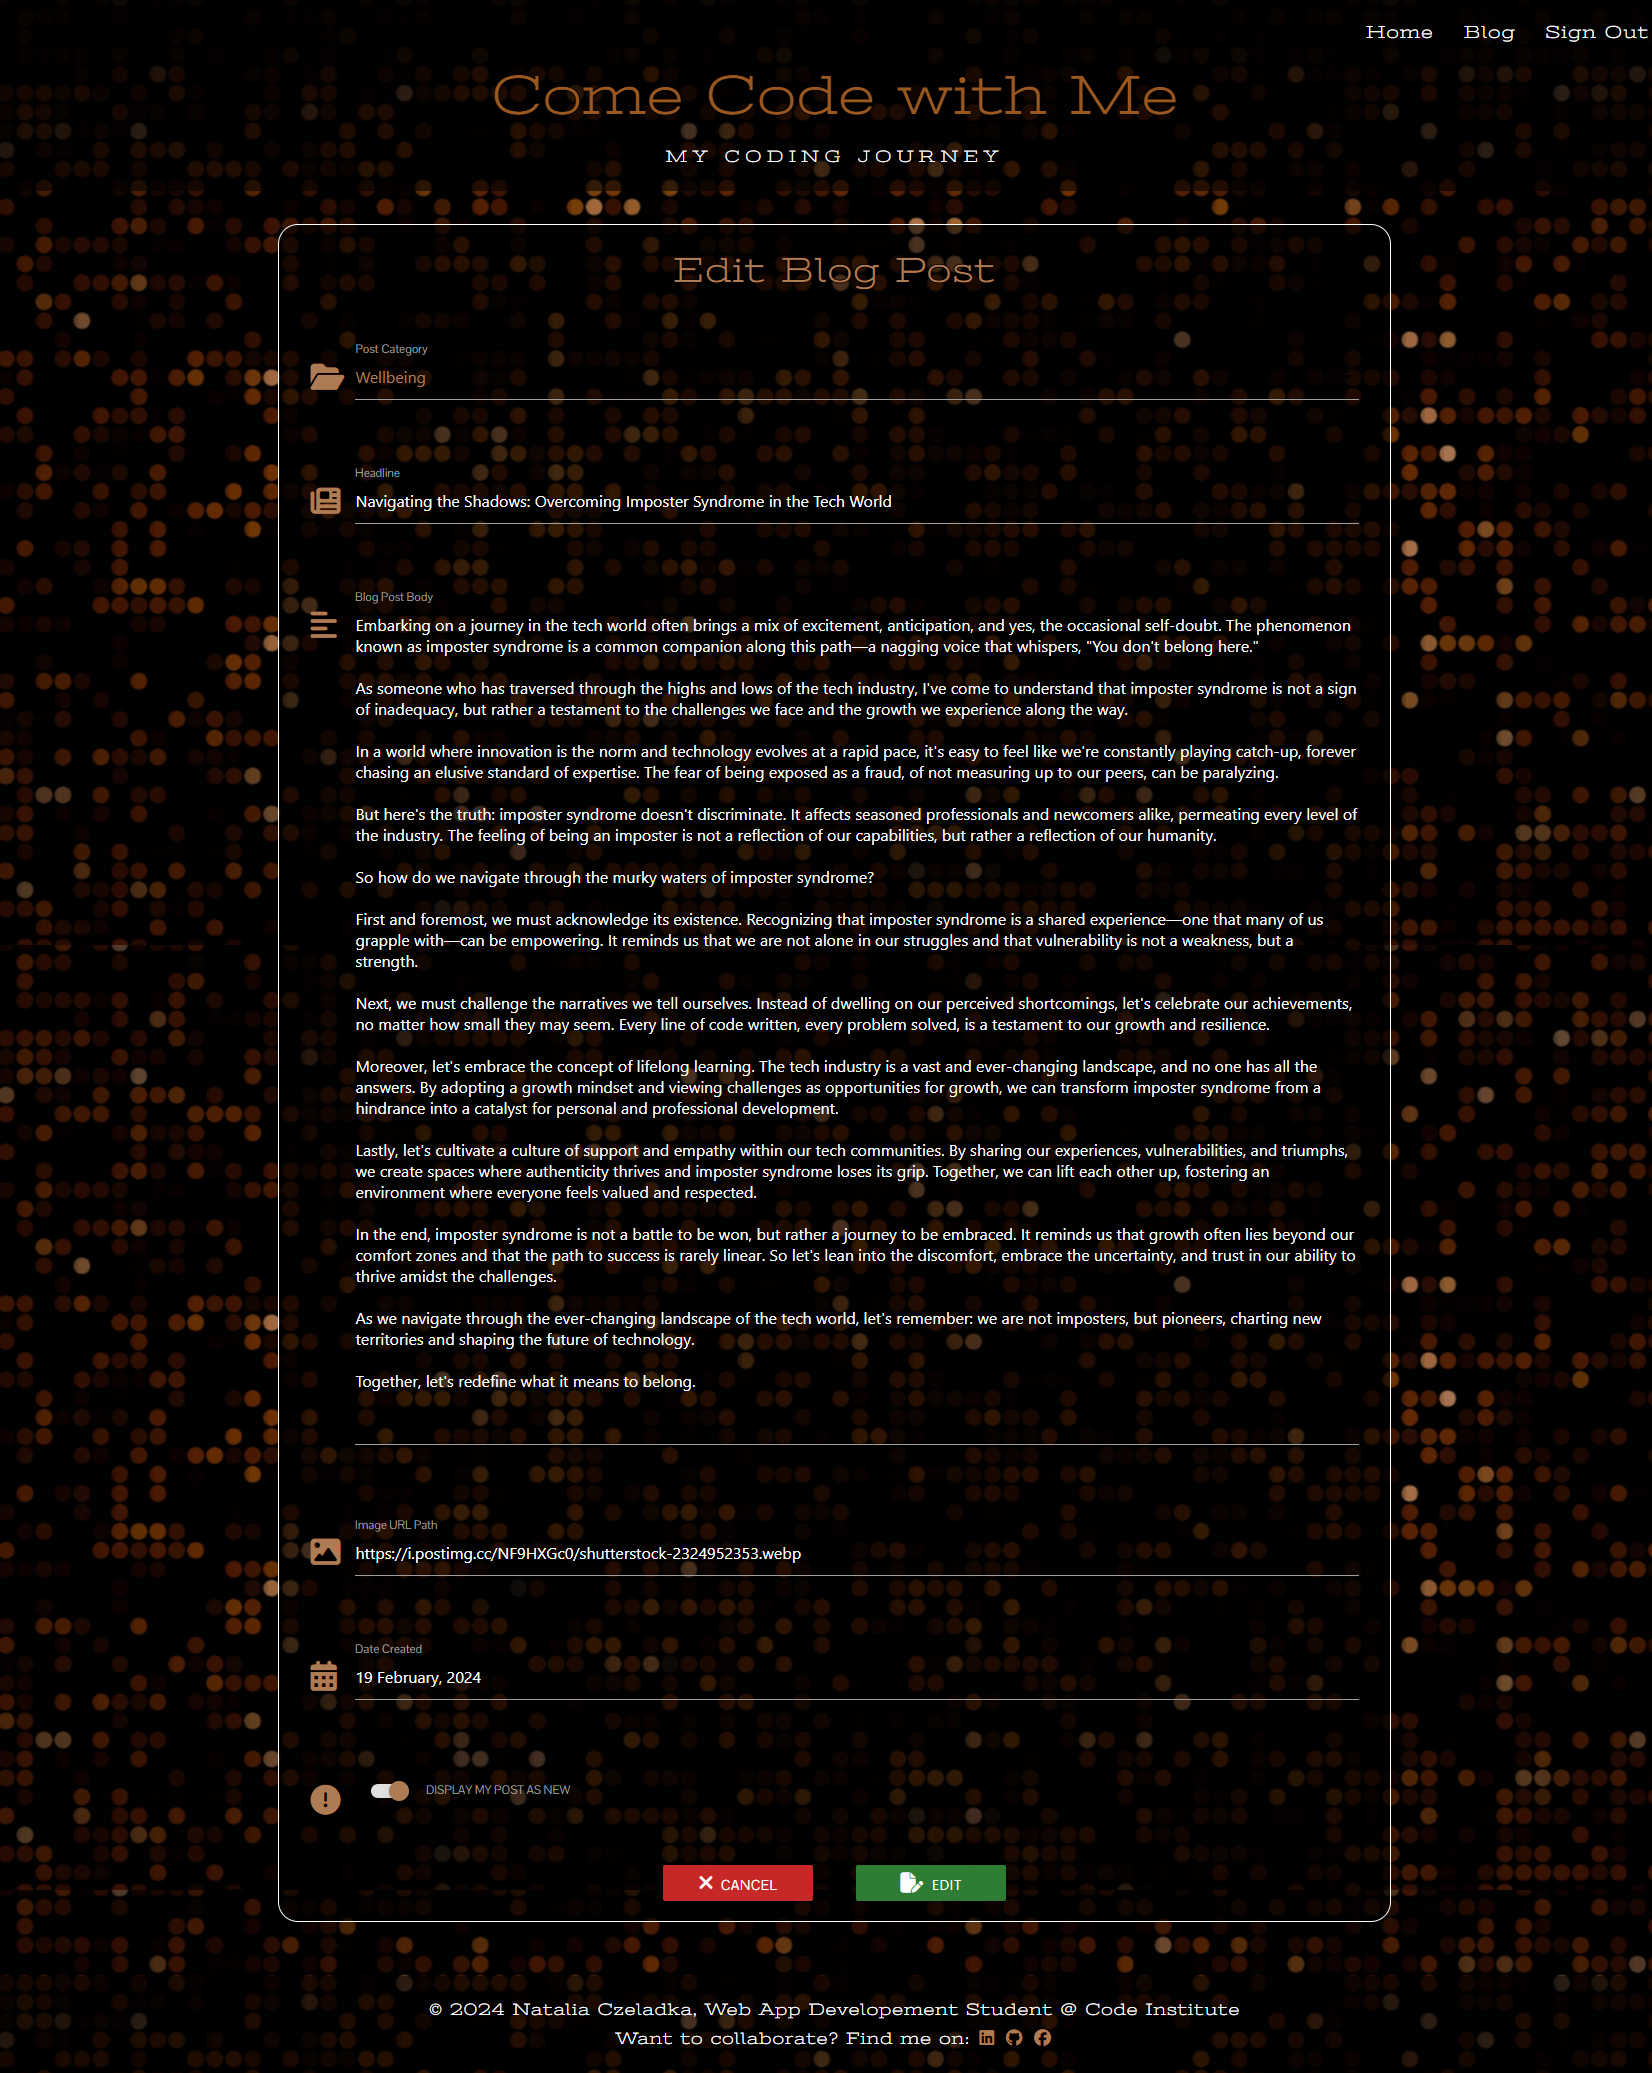 Home Blog Sign Out
Come Code with Me
MY CODING JOURNEY
Edit Blog Post
Post Category
Wellbeing
Headline
Navigating the Shadows: Overcoming Imposter Syndrome in the Tech World
Blog Post Body
Embarking on a journey in the tech world often brings a mix of excitement, anticipation, and yes, the occasional self-doubt. The phenomenon
known as imposter syndrome is a common companion along this path—a nagging voice that whispers, "You don't belong here."
As someone who has traversed through the highs and lows of the tech industry, I've come to understand that imposter syndrome is not a sign
of inadequacy, but rather a testament to the challenges we face and the growth we experience along the way.
In a world where innovation is the norm and technology evolves at a rapid pace, it's easy to feel like we're constantly playing catch-up, forever
chasing an elusive standard of expertise. The fear of being exposed as a fraud, of not measuring up to our peers, can be paralyzing.
But here's the truth: imposter syndrome doesn't discriminate. It affects seasoned professionals and newcomers alike, permeating every level of
the industry. The feeling of being an imposter is not a reflection of our capabilities, but rather a reflection of our humanity.
So how do we navigate through the murky waters of imposter syndrome?
First and foremost, we must acknowledge its existence. Recognizing that imposter syndrome is a shared experience—one that many of us
grapple with—can be empowering. It reminds us that we are not alone in our struggles and that vulnerability is not a weakness, but a
strength.
Next, we must challenge the narratives we tell ourselves. Instead of dwelling on our perceived shortcomings, let's celebrate our achievements,
no matter how small they may seem. Every line of code written, every problem solved, is a testament to our growth and resilience.
Moreover, let's embrace the concept of lifelong learning. The tech industry is a vast and ever-changing landscape, and no one has all the
answers. By adopting a growth mindset and viewing challenges as opportunities for growth, we can transform imposter syndrome from a
hindrance into a catalyst for personal and professional development.
Lastly, let's cultivate a culture of support and empathy within our tech communities. By sharing our experiences, vulnerabilities, and triumphs,
we create spaces where authenticity thrives and imposter syndrome loses its grip. Together, we can lift each other up, fostering an
environment where everyone feels valued and respected.
In the end, imposter syndrome is not a battle to be won, but rather a journey to be embraced. It reminds us that growth often lies beyond our
comfort zones and that the path to success is rarely linear. So let's lean into the discomfort, embrace the uncertainty, and trust in our ability to
thrive amidst the challenges.
As we navigate through the ever-changing landscape of the tech world, let's remember: we are not imposters, but pioneers, charting new
territories and shaping the future of technology.
Together, let's redefine what it means to belong.
Image URL Path
https://i.postimg.cc/NF9HXGc0/shutterstock-2324952353.webp
Date Created
19 February, 2024
DISPLAY MY POST AS NEW
CANCEL EDIT
© 2024 Natalia Czeladka, Web App Developement Student @ Code Institute
Want to collaborate? Find me on: